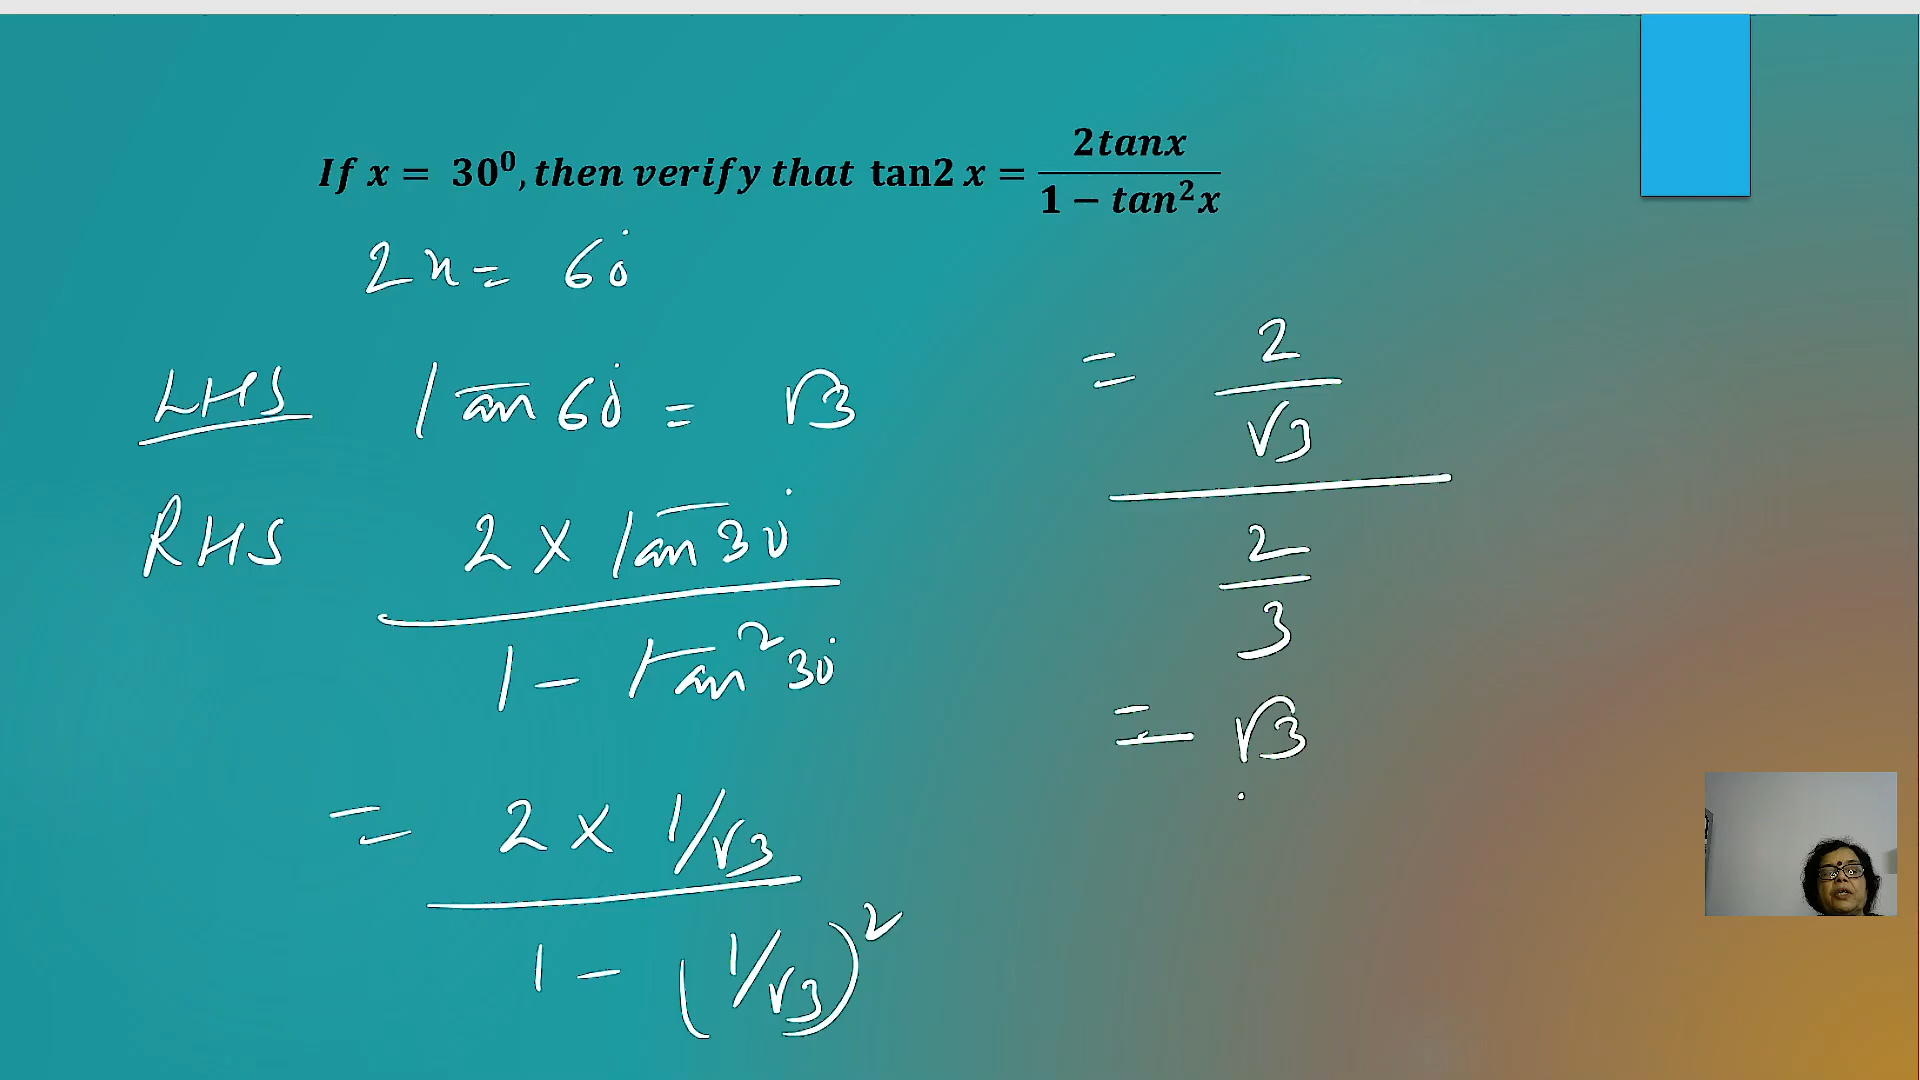 If x = 30⁰, then verify that tan2 x = 2tanx / 1 − tan²x
2x = 60°
LHS tan 60° = √3
RHS 2 × tan 30° / 1 − tan² 30°
= 2 × 1/√3 / 1 − (1/√3)²
= 2/√3 / 2/3
= √3